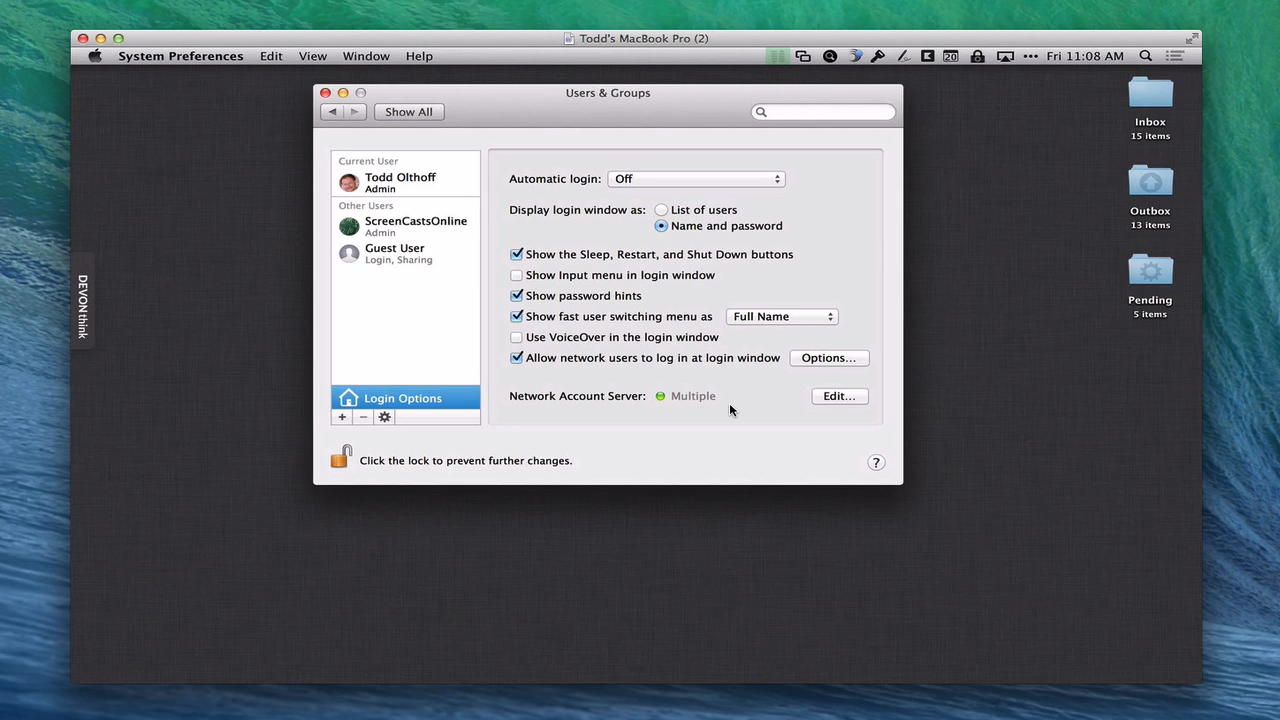 Todd's MacBook Pro (2)
System Preferences Edit View Window Help
20 Fri 11:08 AM
Users & Groups
Show All
Current User
Todd Olthoff
Admin
Other Users
ScreenCastsOnline
Admin
Guest User
Login, Sharing
Login Options
+ −
Automatic login: Off
Display login window as: List of users
Name and password
Show the Sleep, Restart, and Shut Down buttons
Show Input menu in login window
Show password hints
Show fast user switching menu as Full Name
Use VoiceOver in the login window
Allow network users to log in at login window Options...
Network Account Server: Multiple Edit...
Click the lock to prevent further changes.
?
Inbox
15 items
Outbox
13 items
Pending
5 items
DEVONthink